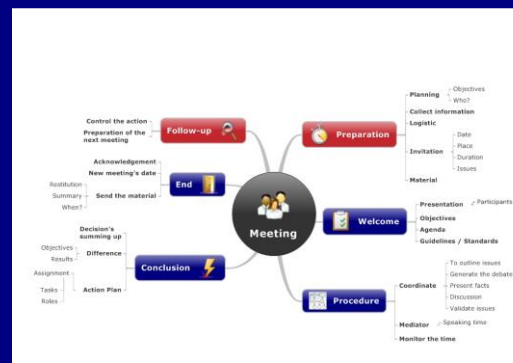 Meeting
Preparation
Planning
Objectives
Who?
Collect information
Logistic
Invitation
Date
Place
Duration
Issues
Material
Welcome
Presentation
Participants
Objectives
Agenda
Guidelines / Standards
Procedure
Coordinate
To outline issues
Generate the debate
Present facts
Discussion
Validate issues
Mediator
Speaking time
Monitor the time
Follow-up
Control the action
Preparation of the
next meeting
End
Acknowledgement
New meeting's date
Send the material
Restitution
Summary
When?
Conclusion
Decision's
summing up
Difference
Objectives
Results
Action Plan
Assignment
Tasks
Roles